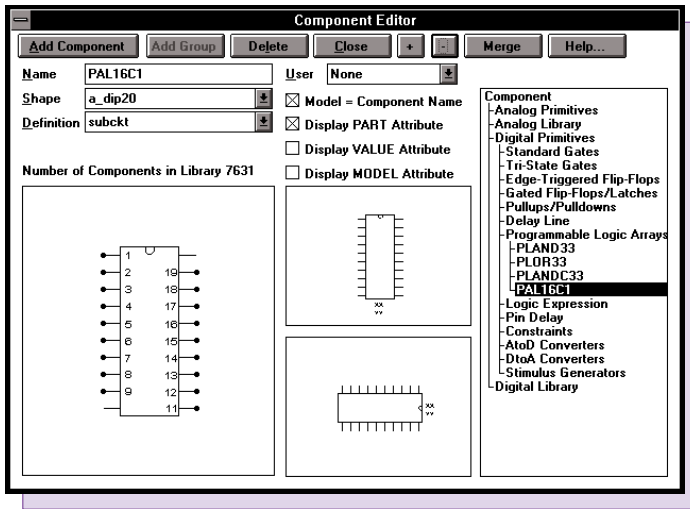 Component Editor
Add Component Add Group Delete Close + - Merge Help...
Name PAL16C1 User None
Shape a_dip20
Definition subckt
Model = Component Name
Display PART Attribute
Display VALUE Attribute
Display MODEL Attribute
Number of Components in Library 7631
1
2 19
3 18
4 17
5 16
6 15
7 14
8 13
9 12
11
XX
YY
XX
YY
Component
Analog Primitives
Analog Library
Digital Primitives
Standard Gates
Tri-State Gates
Edge-Triggered Flip-Flops
Gated Flip-Flops/Latches
Pullups/Pulldowns
Delay Line
Programmable Logic Arrays
PLAND33
PLOR33
PLANDC33
PAL16C1
Logic Expression
Pin Delay
Constraints
AtoD Converters
DtoA Converters
Stimulus Generators
Digital Library